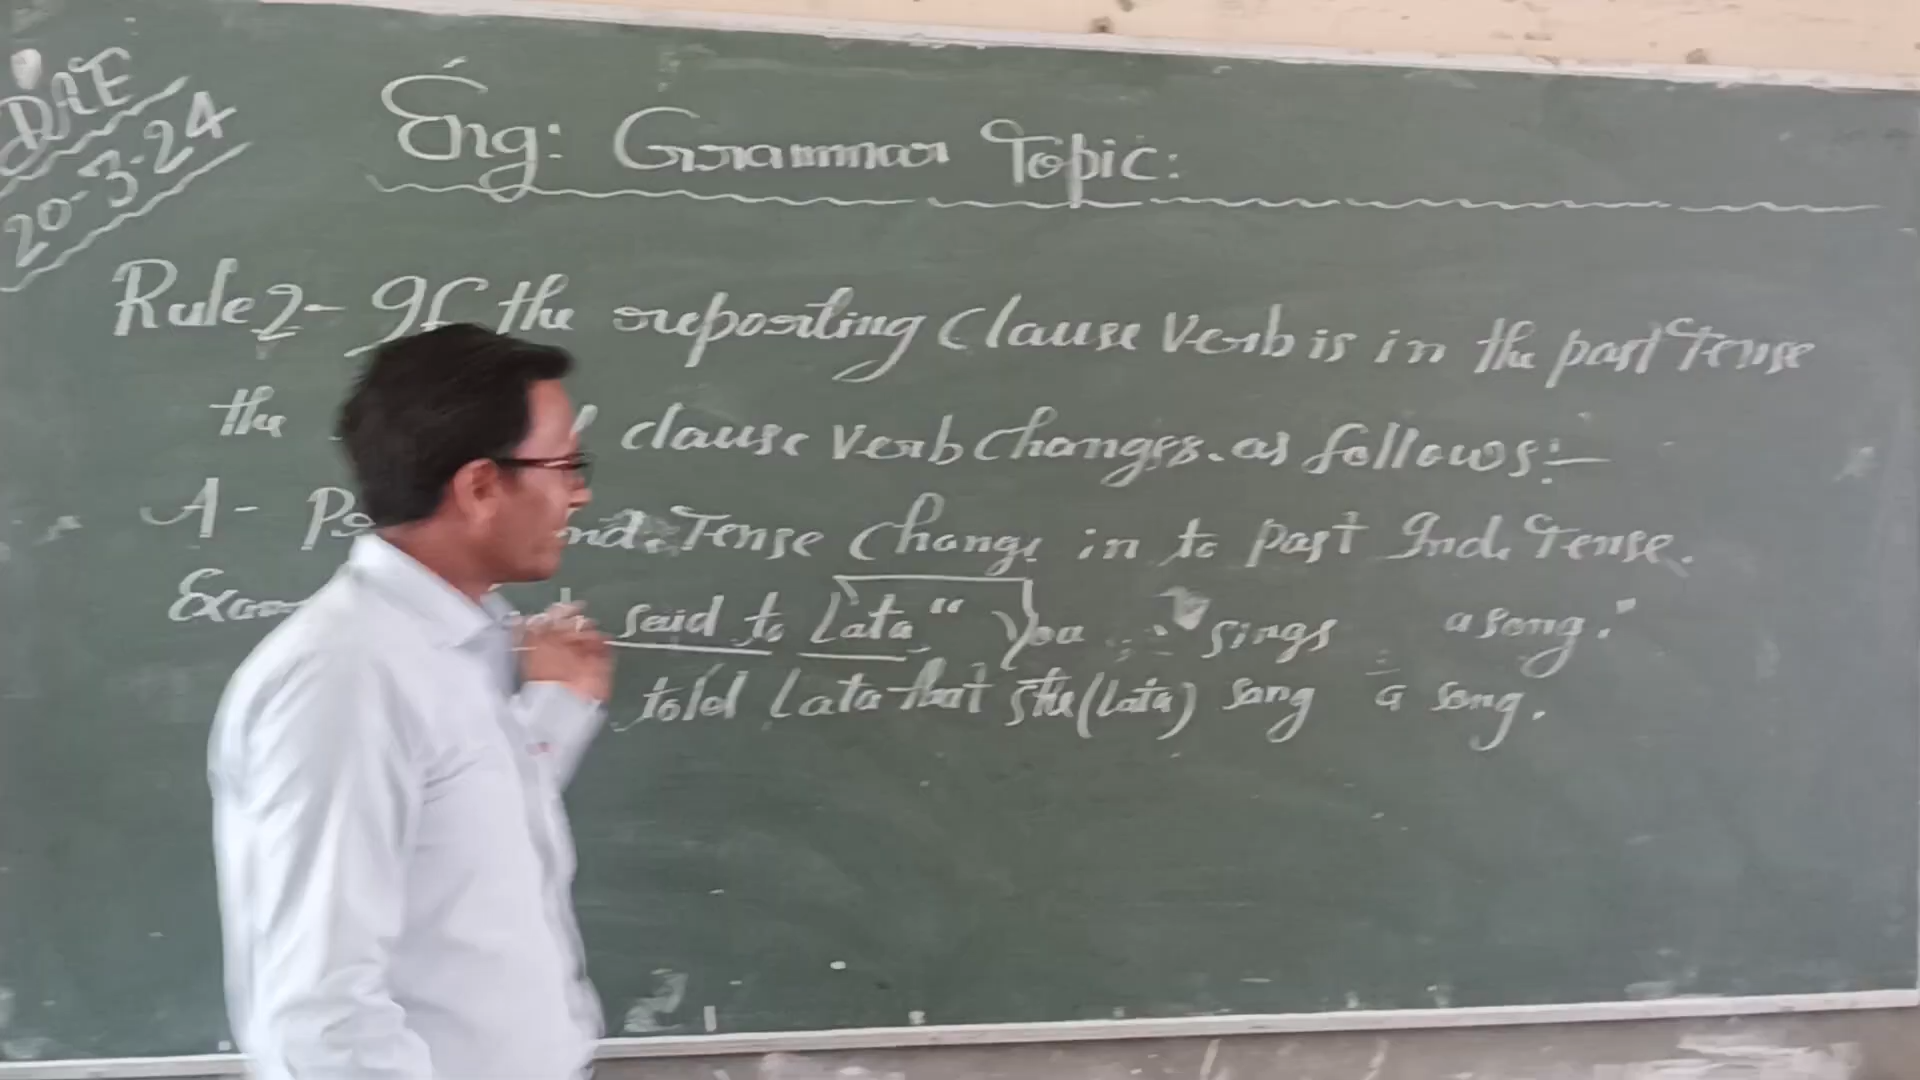 DATE
20-3-24
Eng: Grammar Topic:
Rule 2- If the reporting clause verb is in the past Tense
the clause verb changes. as follows:-
A- Ind. Tense change in to past Ind. Tense.
said to Lata " You sings a song."
told Lata that She (Lata) sang a song.